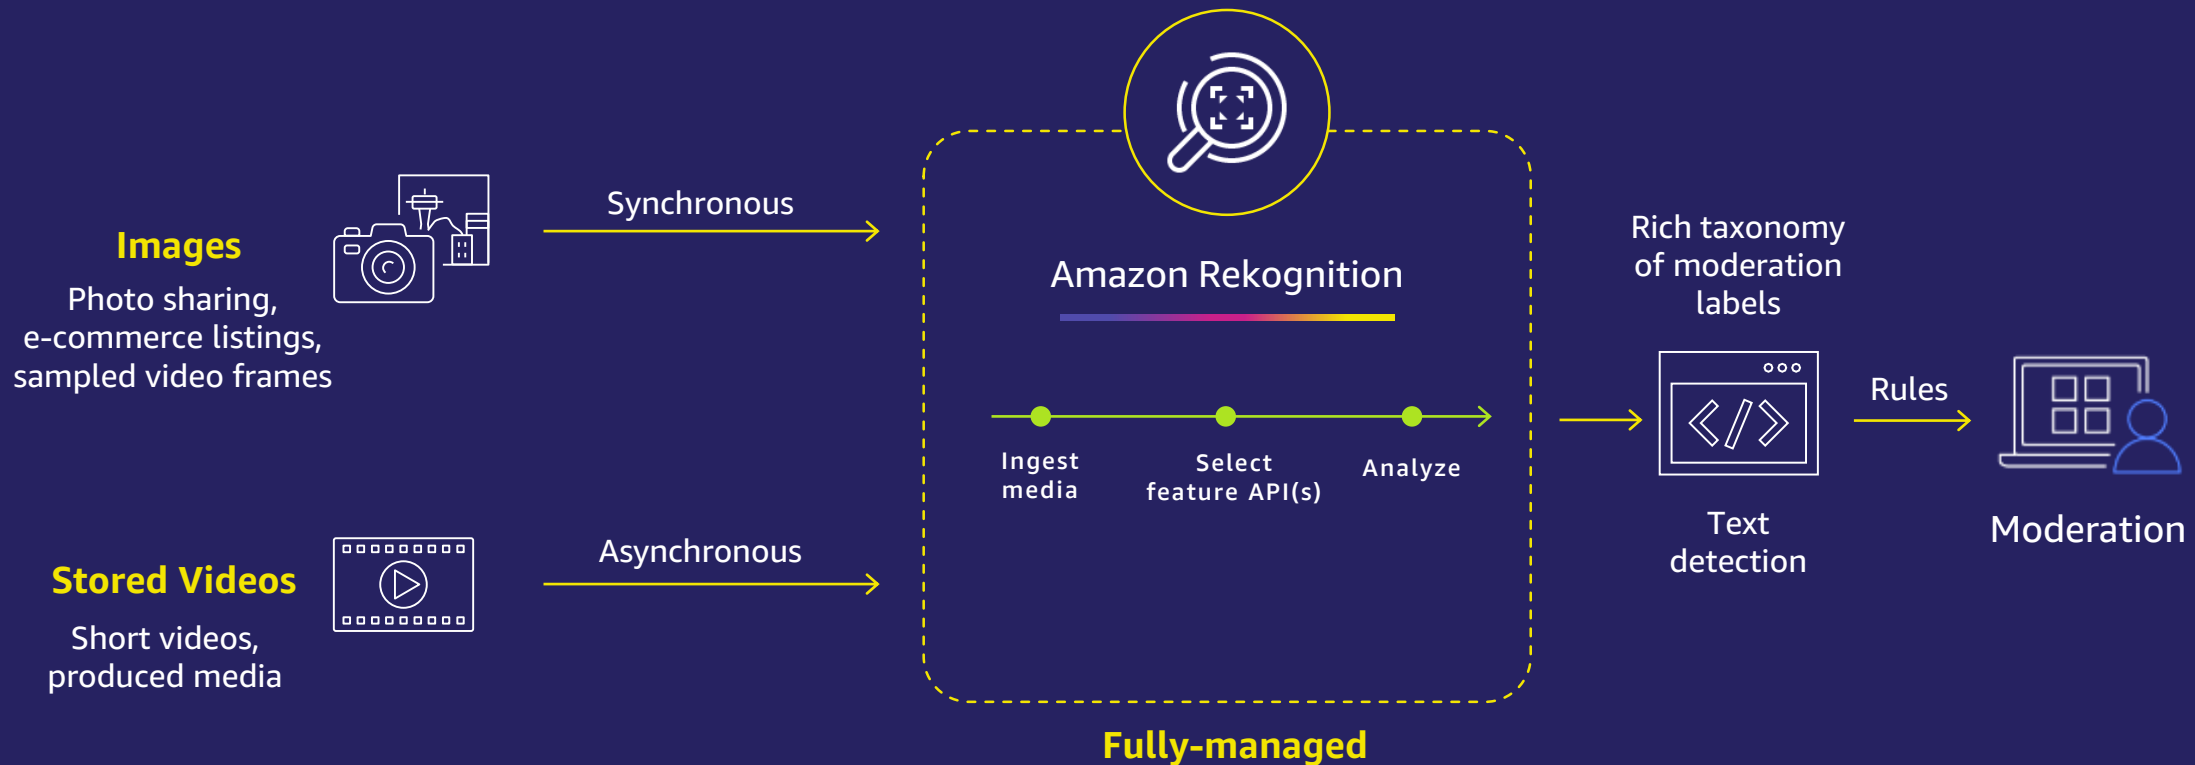 Images
Photo sharing,
e-commerce listings,
sampled video frames
Synchronous
Stored Videos
Short videos,
produced media
Asynchronous
Amazon Rekognition
Ingest
media
Select
feature API(s)
Analyze
Fully-managed
Rich taxonomy
of moderation
labels
</>
Text
detection
Rules
Moderation